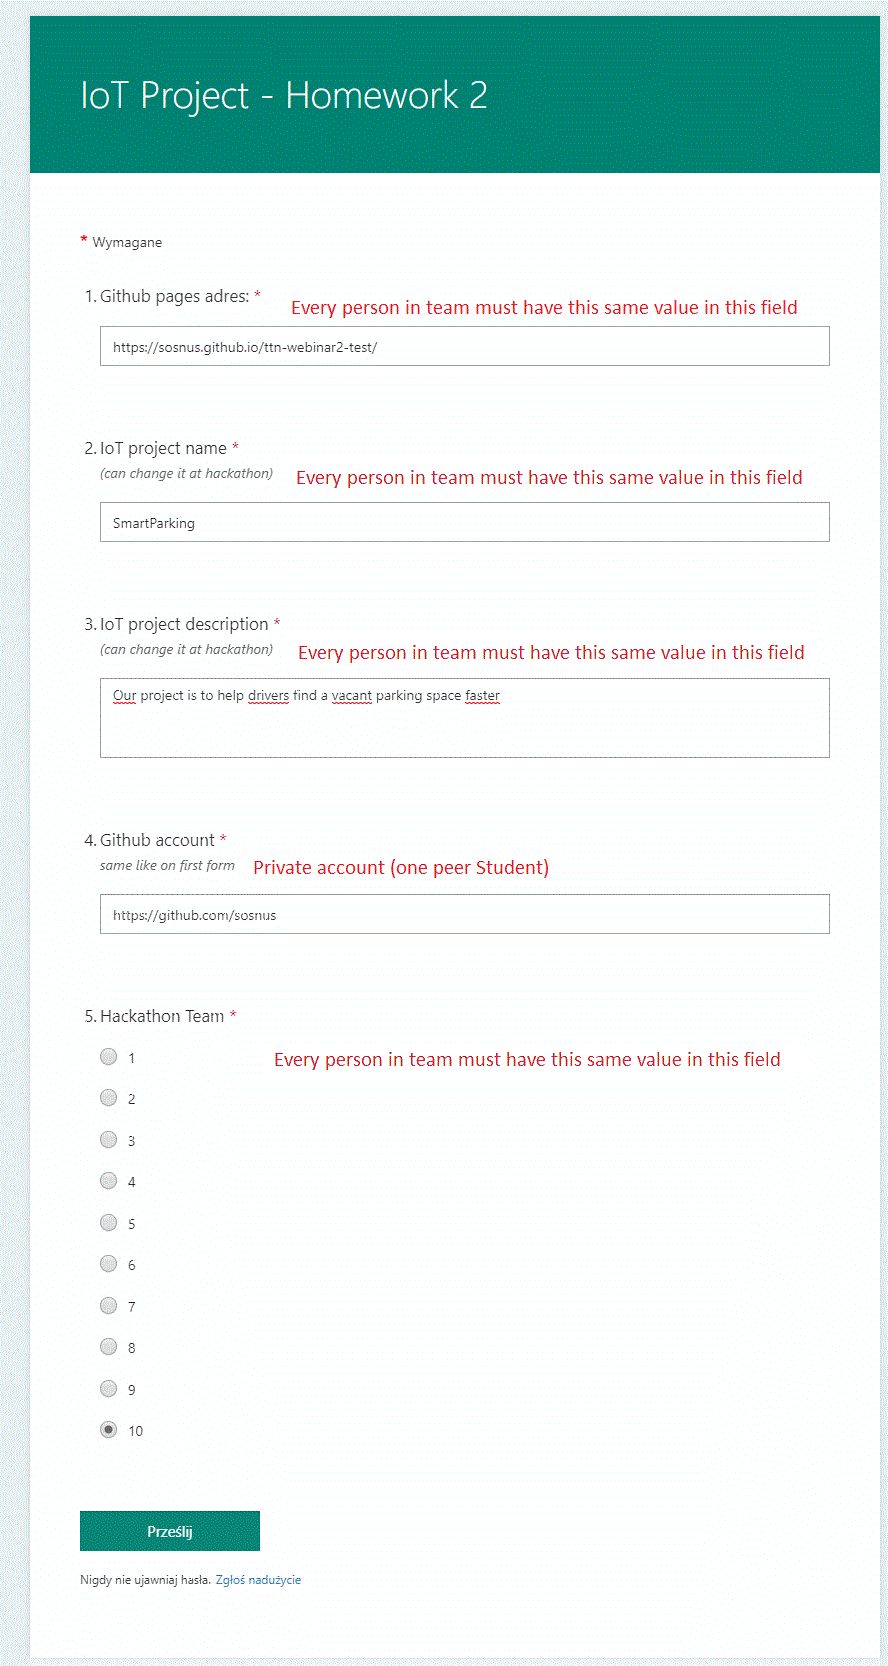 IoT Project - Homework 2
* Wymagane
1. Github pages adres: *
Every person in team must have this same value in this field
https://sosnus.github.io/ttn-webinar2-test/
2. IoT project name *
(can change it at hackathon)
Every person in team must have this same value in this field
SmartParking
3. IoT project description *
(can change it at hackathon)
Every person in team must have this same value in this field
Our project is to help drivers find a vacant parking space faster
4. Github account *
same like on first form
Private account (one peer Student)
https://github.com/sosnus
5. Hackathon Team *
1
Every person in team must have this same value in this field
2
3
4
5
6
7
8
9
10
Prześlij
Nigdy nie ujawniaj hasła. Zgłoś nadużycie